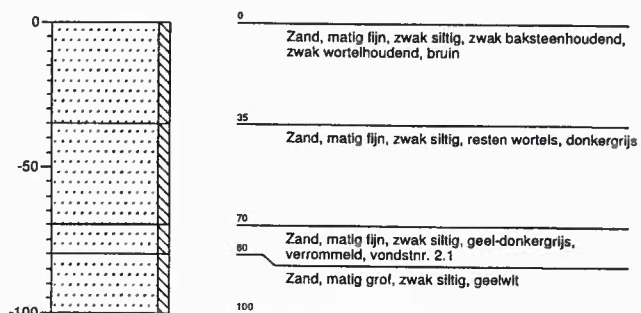 0
0
Zand, matig fijn, zwak siltig, zwak baksteenhoudend,
zwak wortelhoudend, bruin
35
Zand, matig fijn, zwak siltig, resten wortels, donkergrijs
-50
70
Zand, matig fijn, zwak siltig, geel-donkergrijs,
verrommeld, vondstnr. 2.1
80
Zand, matig grof, zwak siltig, geelwit
-100
100